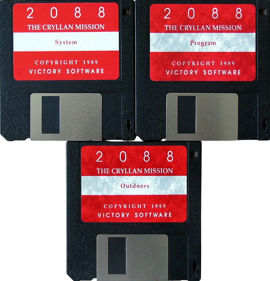 2088
THE CRYLLAN MISSION
System
COPYRIGHT 1989
VICTORY SOFTWARE
2088
THE CRYLLAN MISSION
Program
COPYRIGHT 1989
VICTORY SOFTWARE
2088
THE CRYLLAN MISSION
Outdoors
COPYRIGHT 1989
VICTORY SOFTWARE